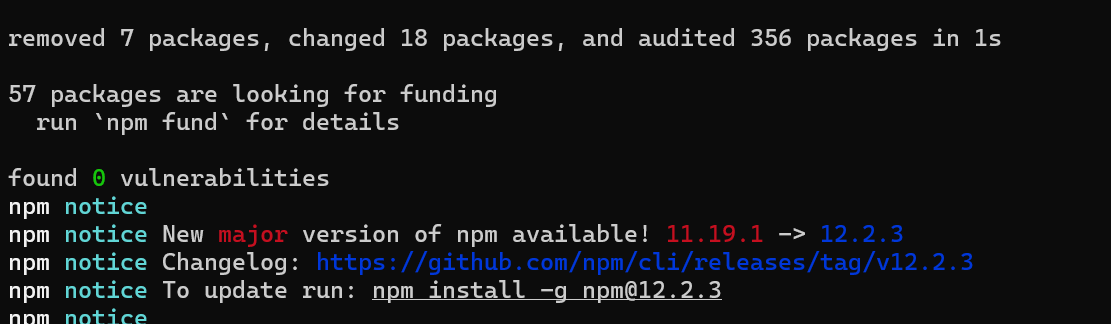 removed 7 packages, changed 18 packages, and audited 356 packages in 1s
57 packages are looking for funding
  run `npm fund` for details
found 0 vulnerabilities
npm notice
npm notice New major version of npm available! 11.19.1 -> 12.2.3
npm notice Changelog: https://github.com/npm/cli/releases/tag/v12.2.3
npm notice To update run: npm install -g npm@12.2.3
npm notice